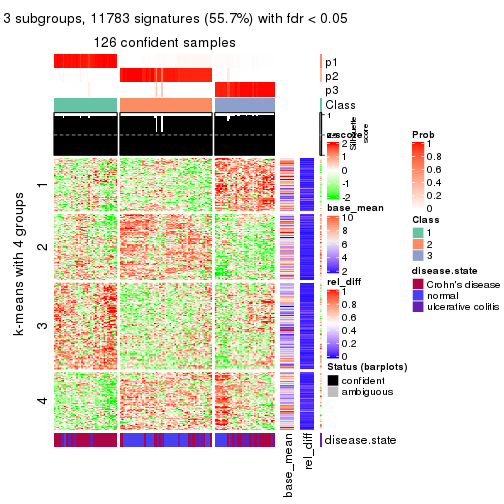 3 subgroups, 11783 signatures (55.7%) with fdr < 0.05
126 confident samples
p1
p2
p3
Class
1
Silhouette
score
z-score
2
1
0
-1
-2
base_mean
10
8
6
4
2
rel_diff
1
0.8
0.6
0.4
0.2
0
Status (barplots)
confident
ambiguous
Prob
1
0.8
0.6
0.4
0.2
0
Class
1
2
3
disease.state
Crohn's disease
normal
ulcerative colitis
k-means with 4 groups
1
2
3
4
disease.state
base_mean
rel_diff